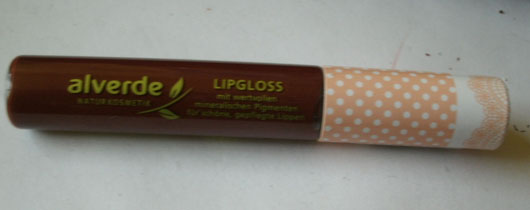 alverde
NATURKOSMETIK
LIPGLOSS
mit wertvollen
mineralischen Pigmenten
für schöne, gepflegte Lippen